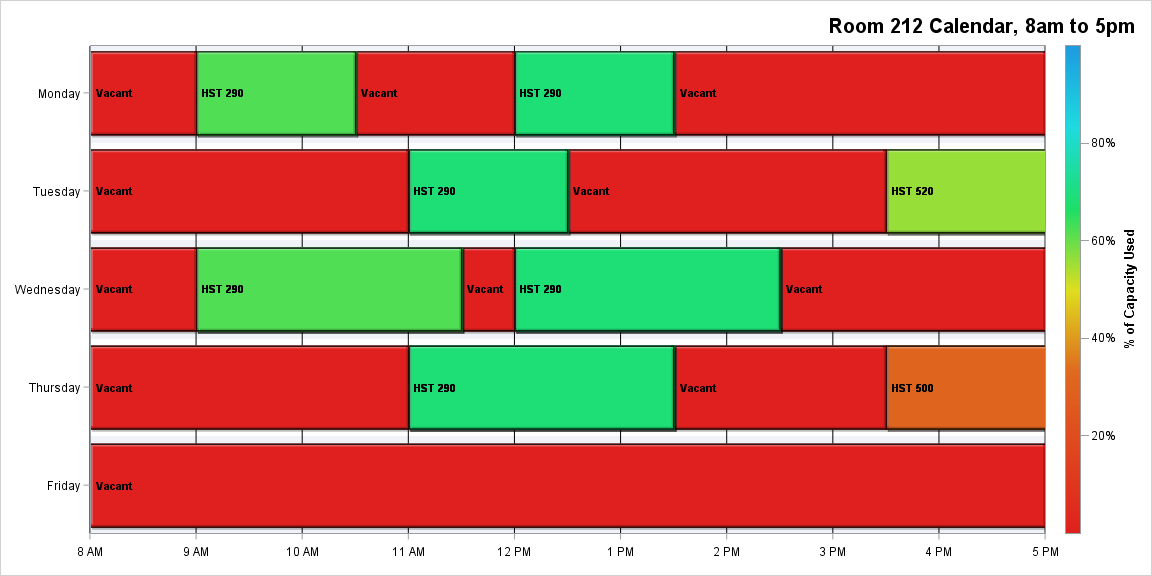 Room 212 Calendar, 8am to 5pm
Monday Vacant HST 290 Vacant HST 290 Vacant
80%
Tuesday Vacant HST 290 Vacant HST 520
60%
% of Capacity Used
Wednesday Vacant HST 290 Vacant HST 290 Vacant
40%
Thursday Vacant HST 290 Vacant HST 500
20%
Friday Vacant
8 AM 9 AM 10 AM 11 AM 12 PM 1 PM 2 PM 3 PM 4 PM 5 PM